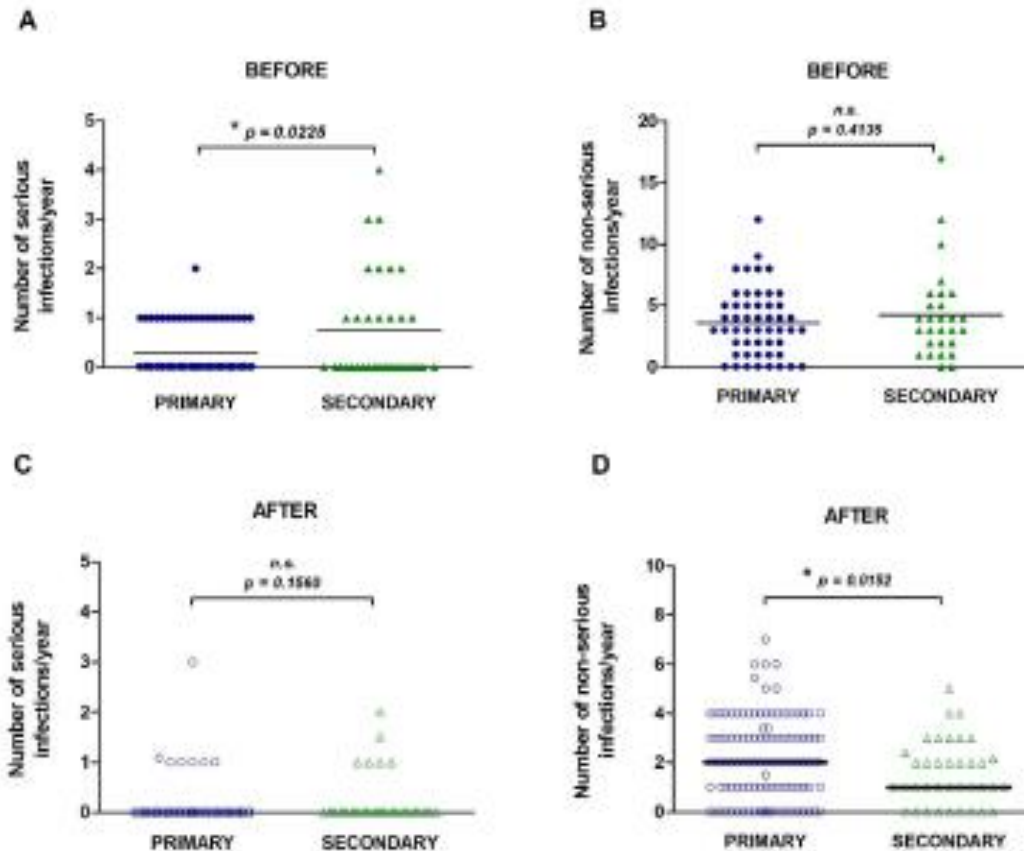 A
BEFORE
* p = 0.0225
Number of serious
infections/year
5
4
3
2
1
0
PRIMARY SECONDARY
B
BEFORE
n.s.
p = 0.4135
Number of non-serious
infections/year
20
15
10
5
0
PRIMARY SECONDARY
C
AFTER
n.s.
p = 0.1560
Number of serious
infections/year
5
4
3
2
1
0
PRIMARY SECONDARY
D
AFTER
* p = 0.0152
Number of non-serious
infections/year
10
8
6
4
2
0
PRIMARY SECONDARY